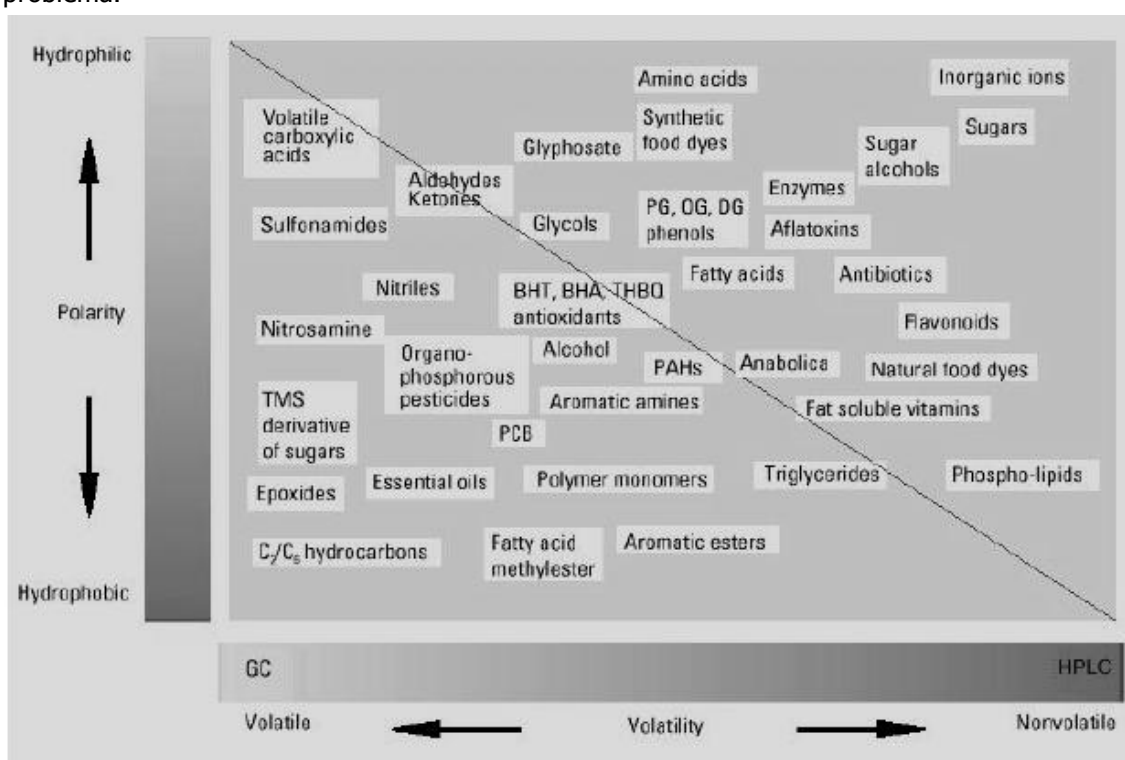 problema.
Hydrophilic
Polarity
Hydrophobic
Amino acids
Inorganic ions
Volatile
carboxylic
acids
Synthetic
food dyes
Sugars
Glyphosate
Sugar
alcohols
Aldehydes
Ketones
Enzymes
PG, OG, DG
phenols
Sulfonamides
Glycols
Aflatoxins
Fatty acids
Antibiotics
Nitriles
BHT, BHA, THBQ
antioxidants
Nitrosamine
Flavonoids
Organo-
phosphorous
pesticides
Alcohol
PAHs
Anabolica
Natural food dyes
TMS
derivative
of sugars
Aromatic amines
Fat soluble vitamins
PCB
Essential oils
Polymer monomers
Triglycerides
Phospho-lipids
Epoxides
hydrocarbons
Fatty acid
methylester
Aromatic esters
GC
HPLC
Volatile
Volatility
Nonvolatile